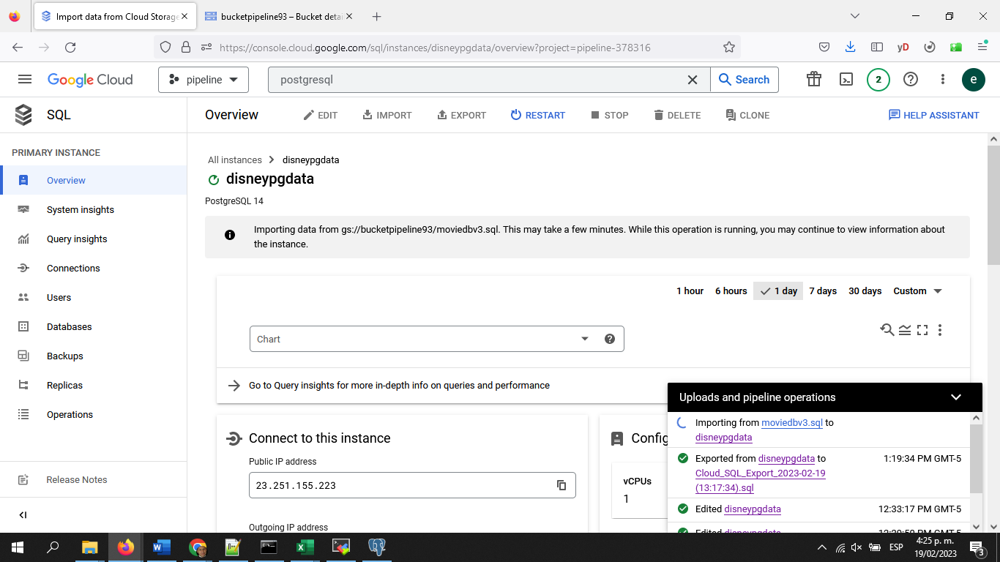 Import data from Cloud Storage
bucketpipeline93 – Bucket detai
https://console.cloud.google.com/sql/instances/disneypgdata/overview?project=pipeline-378316
yD
Google Cloud
pipeline
postgresql
Search
2
e
SQL
Overview
EDIT
IMPORT
EXPORT
RESTART
STOP
DELETE
CLONE
HELP ASSISTANT
PRIMARY INSTANCE
Overview
System insights
Query insights
Connections
Users
Databases
Backups
Replicas
Operations
Release Notes
All instances
disneypgdata
disneypgdata
PostgreSQL 14
Importing data from gs://bucketpipeline93/moviedbv3.sql. This may take a few minutes. While this operation is running, you may continue to view information about
the instance.
1 hour
6 hours
1 day
7 days
30 days
Custom
Chart
Go to Query insights for more in-depth info on queries and performance
Connect to this instance
Public IP address
23.251.155.223
Outgoing IP address
Config
vCPUs
1
Uploads and pipeline operations
Importing from moviedbv3.sql to
disneypgdata
Exported from disneypgdata to
Cloud_SQL_Export_2023-02-19
(13:17:34).sql
1:19:34 PM GMT-5
Edited disneypgdata
12:33:17 PM GMT-5
Edited disneypgdata
ESP
4:25 p. m.
19/02/2023
3